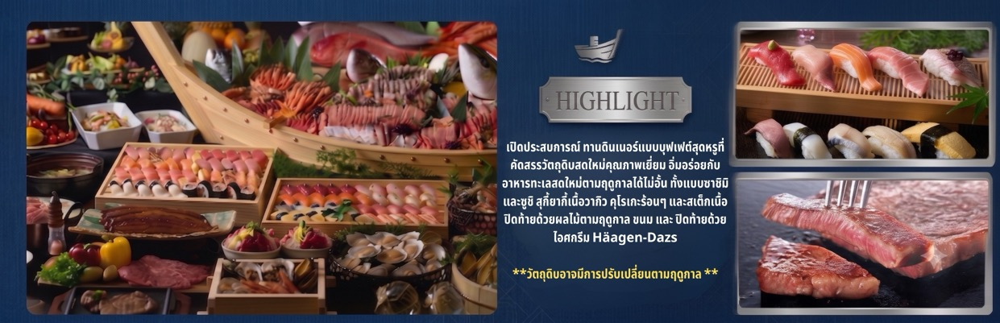 HIGHLIGHT
เปิดประสบการณ์ ทานดินเนอร์แบบบุฟเฟต์สุดหรูที่
คัดสรรวัตถุดิบสดใหม่คุณภาพเยี่ยม อิ่มอร่อยกับ
อาหารทะเลสดใหม่ตามฤดูกาลได้ไม่อั้น ทั้งแบบซาชิมิ
และซูชิ สุกี้ยากี้เนื้อวากิว คุโรเกะร้อนๆ และสเต็กเนื้อ
ปิดท้ายด้วยผลไม้ตามฤดูกาล ขนม และ ปิดท้ายด้วย
ไอศกรีม Häagen-Dazs
**วัตถุดิบอาจมีการปรับเปลี่ยนตามฤดูกาล **